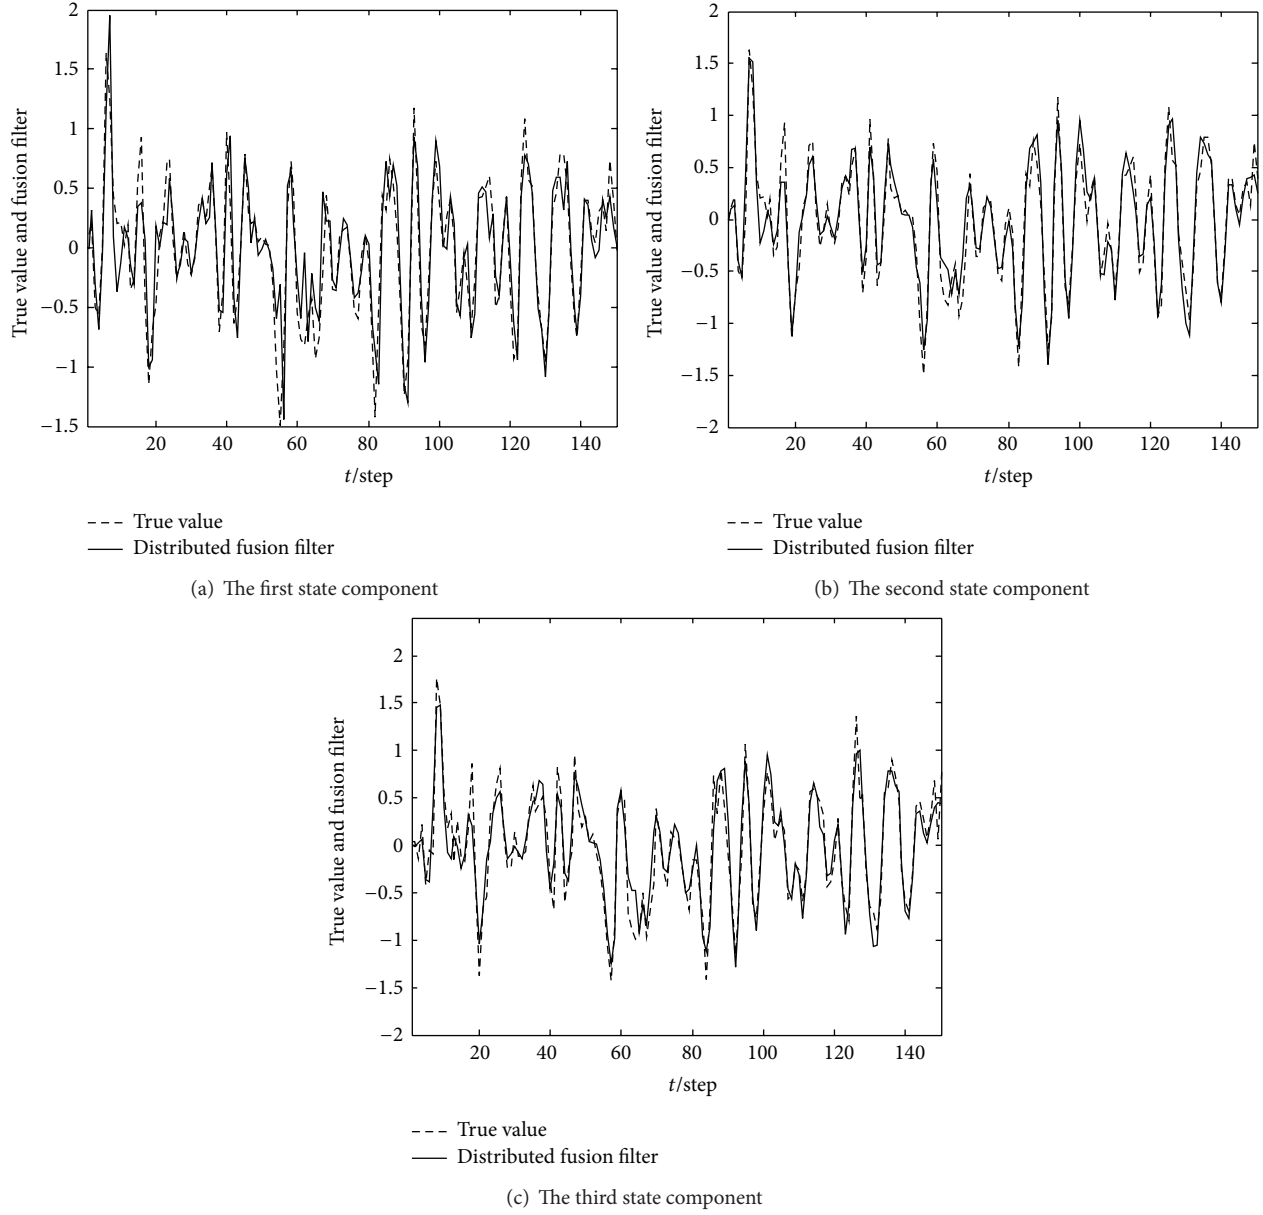 True value and fusion filter
2
1.5
1
0.5
0
−0.5
−1
−1.5
20 40 60 80 100 120 140
t/step
True value
Distributed fusion filter
(a) The first state component
True value and fusion filter
2
1.5
1
0.5
0
−0.5
−1
−1.5
−2
20 40 60 80 100 120 140
t/step
True value
Distributed fusion filter
(b) The second state component
True value and fusion filter
2
1.5
1
0.5
0
−0.5
−1
−1.5
−2
20 40 60 80 100 120 140
t/step
True value
Distributed fusion filter
(c) The third state component